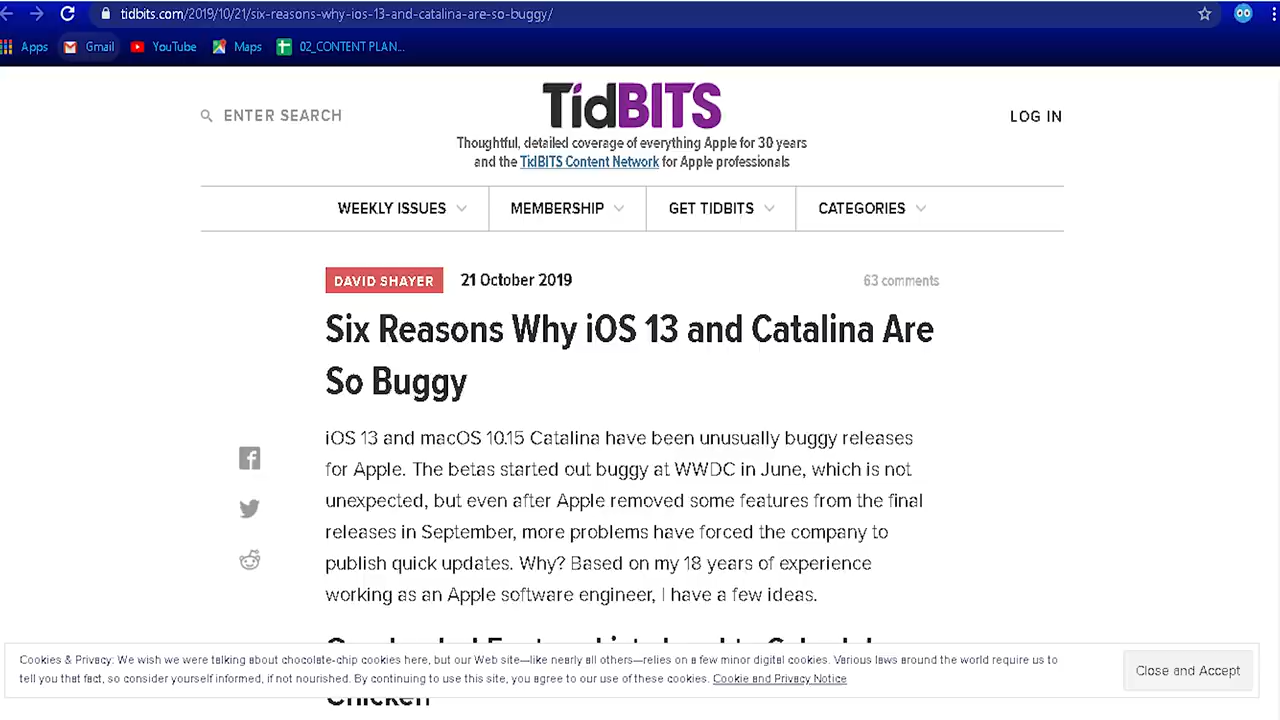 tidbits.com/2019/10/21/six-reasons-why-ios-13-and-catalina-are-so-buggy/
Apps Gmail YouTube Maps 02_CONTENT PLAN...
ENTER SEARCH
TidBITS
LOG IN
Thoughtful, detailed coverage of everything Apple for 30 years
and the TidBITS Content Network for Apple professionals
WEEKLY ISSUES MEMBERSHIP GET TIDBITS CATEGORIES
DAVID SHAYER 21 October 2019 63 comments
Six Reasons Why iOS 13 and Catalina Are
So Buggy
iOS 13 and macOS 10.15 Catalina have been unusually buggy releases
for Apple. The betas started out buggy at WWDC in June, which is not
unexpected, but even after Apple removed some features from the final
releases in September, more problems have forced the company to
publish quick updates. Why? Based on my 18 years of experience
working as an Apple software engineer, I have a few ideas.
Cookies & Privacy: We wish we were talking about chocolate-chip cookies here, but our Web site—like nearly all others—relies on a few minor digital cookies. Various laws around the world require us to
tell you that fact, so consider yourself informed, if not nourished. By continuing to use this site, you agree to our use of these cookies. Cookie and Privacy Notice
Close and Accept
Chicken